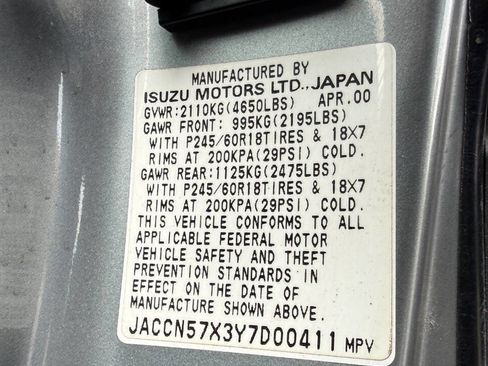 MANUFACTURED BY
ISUZU MOTORS LTD., JAPAN
GVWR:2110KG(4650LBS) APR.00
GAWR FRONT: 995KG(2195LBS)
WITH P245/60R18TIRES & 18X7
RIMS AT 200KPA(29PSI) COLD.
GAWR REAR:1125KG(2475LBS)
WITH P245/60R18TIRES & 18X7
RIMS AT 200KPA(29PSI) COLD.
THIS VEHICLE CONFORMS TO ALL
APPLICABLE FEDERAL MOTOR
VEHICLE SAFETY AND THEFT
PREVENTION STANDARDS IN
EFFECT ON THE DATE OF
MANUFACTURE SHOWN ABOVE.
JACCN57X3Y7D00411 MPV